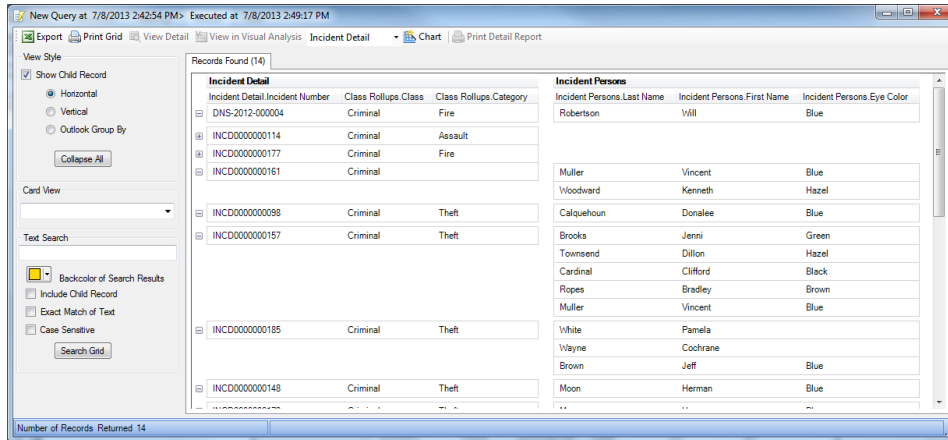 New Query at 7/8/2013 2:42:54 PM> Executed at 7/8/2013 2:49:17 PM
Export Print Grid View Detail View in Visual Analysis Incident Detail Chart Print Detail Report
View Style
Show Child Record
Horizontal
Vertical
Outlook Group By
Collapse All
Card View
Text Search
Backcolor of Search Results
Include Child Record
Exact Match of Text
Case Sensitive
Search Grid
Records Found (14)
Incident Detail Incident Persons
Incident Detail.Incident Number Class Rollups.Class Class Rollups.Category Incident Persons.Last Name Incident Persons.First Name Incident Persons.Eye Color
DNS-2012-000004 Criminal Fire Robertson Will Blue
INCD0000000114 Criminal Assault
INCD0000000177 Criminal Fire
INCD0000000161 Criminal Muller Vincent Blue
Woodward Kenneth Hazel
INCD0000000098 Criminal Theft Calquehoun Donalee Blue
INCD0000000157 Criminal Theft Brooks Jenni Green
Townsend Dillon Hazel
Cardinal Clifford Black
Ropes Bradley Brown
Muller Vincent Blue
INCD0000000185 Criminal Theft White Pamela
Wayne Cochrane
Brown Jeff Blue
INCD0000000148 Criminal Theft Moon Herman Blue
Number of Records Returned 14